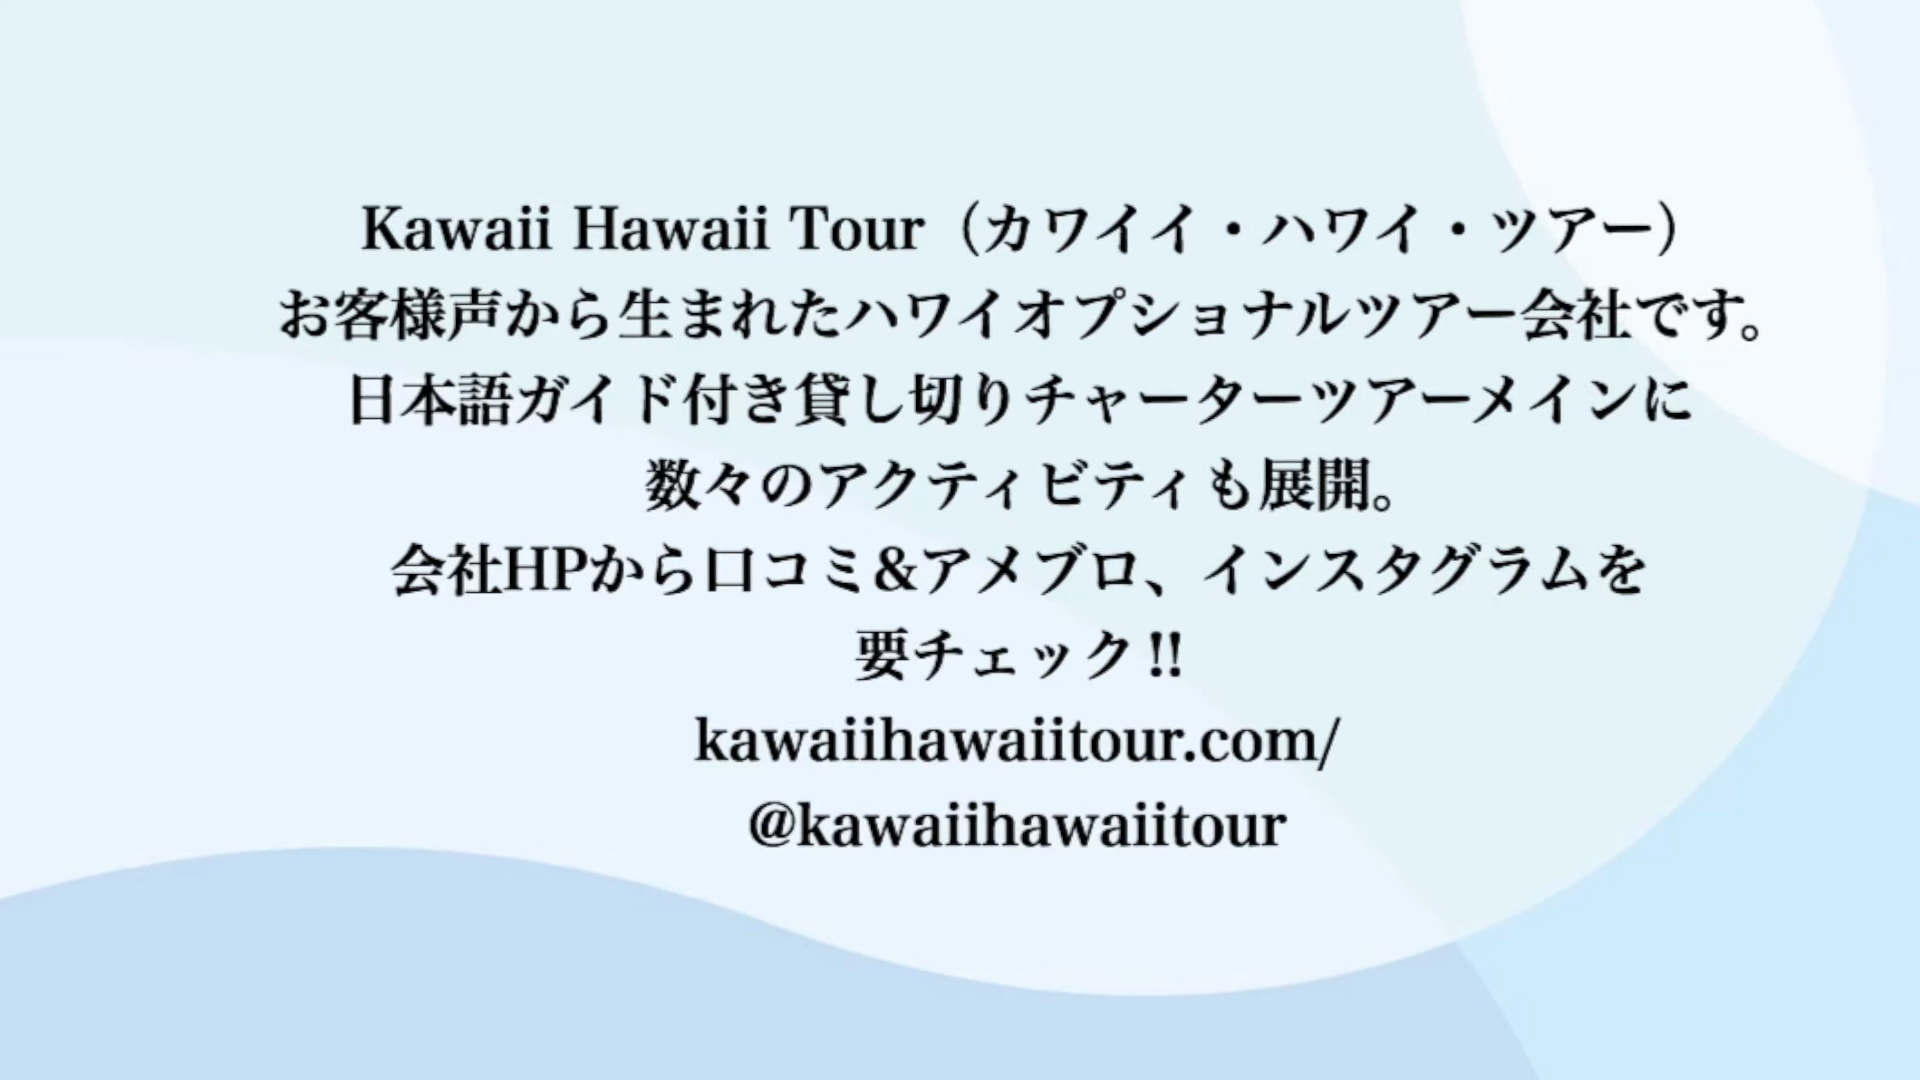 Kawaii Hawaii Tour（カワイイ・ハワイ・ツアー）
お客様声から生まれたハワイオプショナルツアー会社です。
日本語ガイド付き貸し切りチャーターツアーメインに
数々のアクティビティも展開。
会社HPから口コミ&アメブロ、インスタグラムを
要チェック!!
kawaiihawaiitour.com/
@kawaiihawaiitour